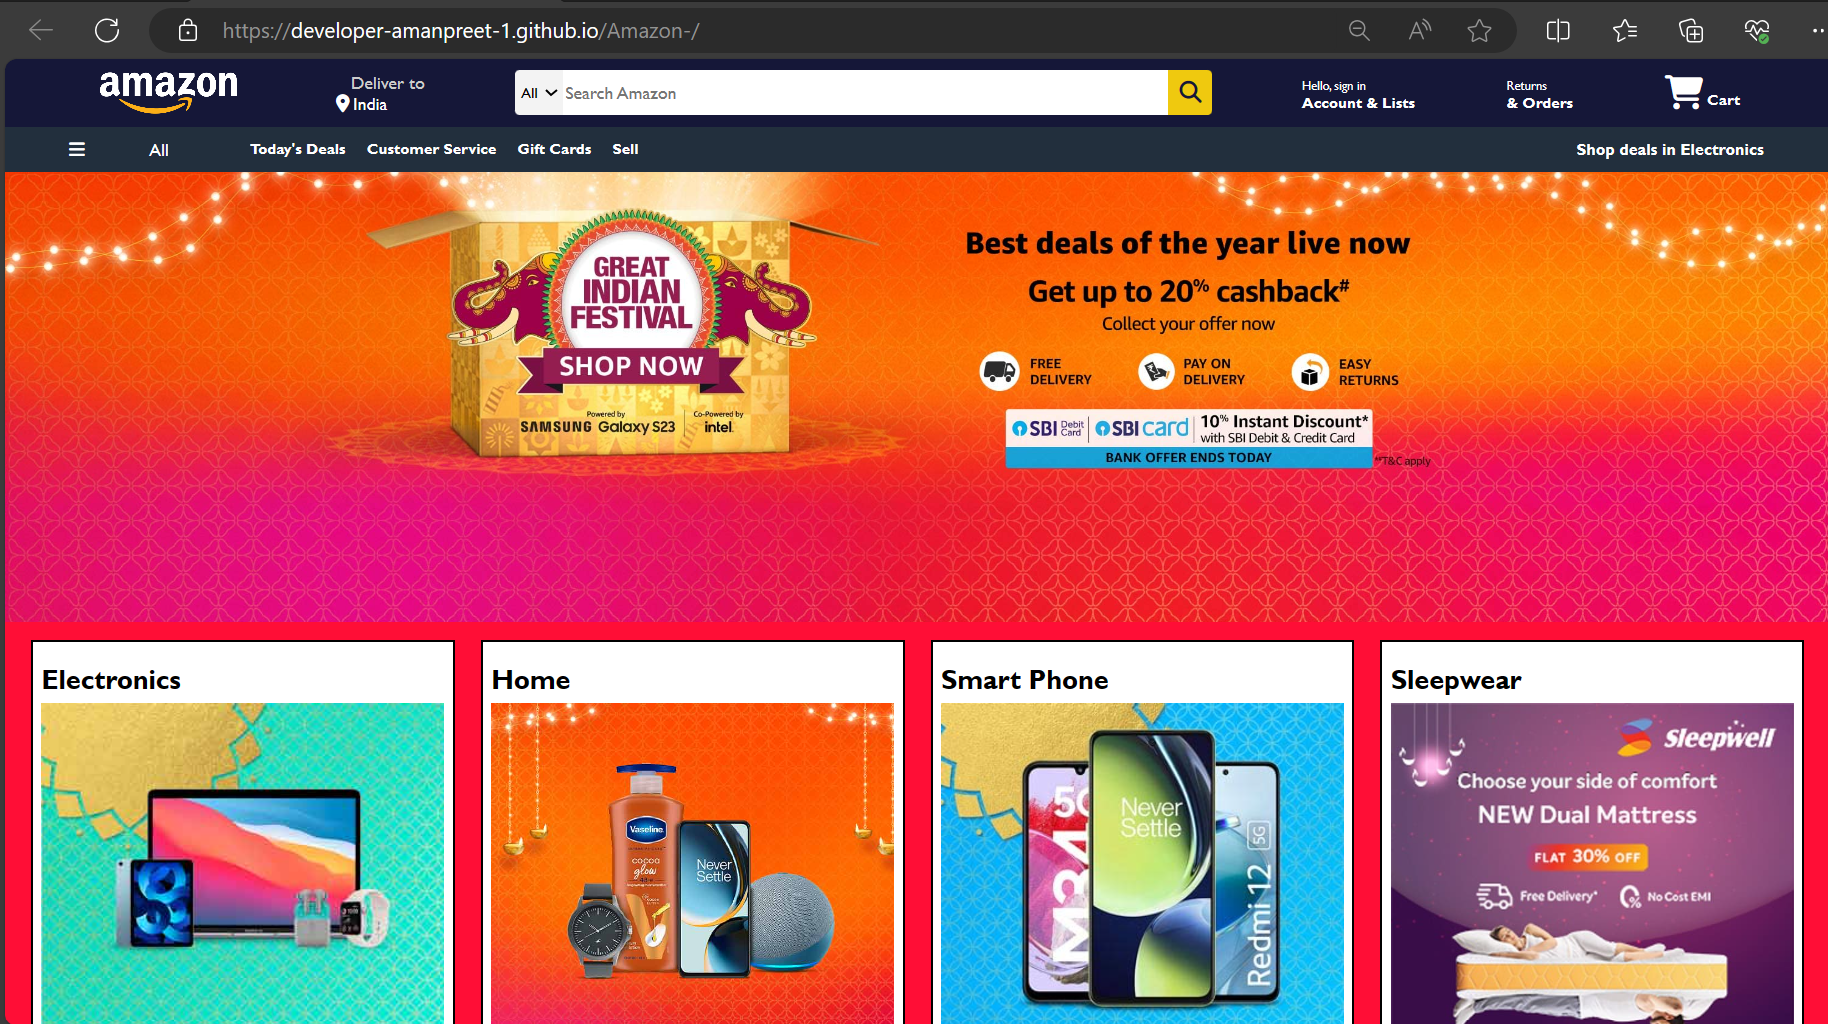 https://developer-amanpreet-1.github.io/Amazon-/
amazon
Deliver to
India
All
Search Amazon
Hello, sign in
Account & Lists
Returns
& Orders
Cart
All
Today's Deals
Customer Service
Gift Cards
Sell
Shop deals in Electronics
GREAT
INDIAN
FESTIVAL
SHOP NOW
Powered by
SAMSUNG Galaxy S23
Co-Powered by
intel.
Best deals of the year live now
Get up to 20% cashback#
Collect your offer now
FREE
DELIVERY
PAY ON
DELIVERY
EASY
RETURNS
SBI Debit
Card
SBI card
10% Instant Discount*
with SBI Debit & Credit Card
BANK OFFER ENDS TODAY
**T&C apply
Electronics
Home
Vaseline
cocoa
glow
Never
Settle
Smart Phone
5G
M34
Never
Settle
Redmi 12
5G
Sleepwear
Sleepwell
Choose your side of comfort
NEW Dual Mattress
FLAT 30% OFF
Free Delivery*
No Cost EMI